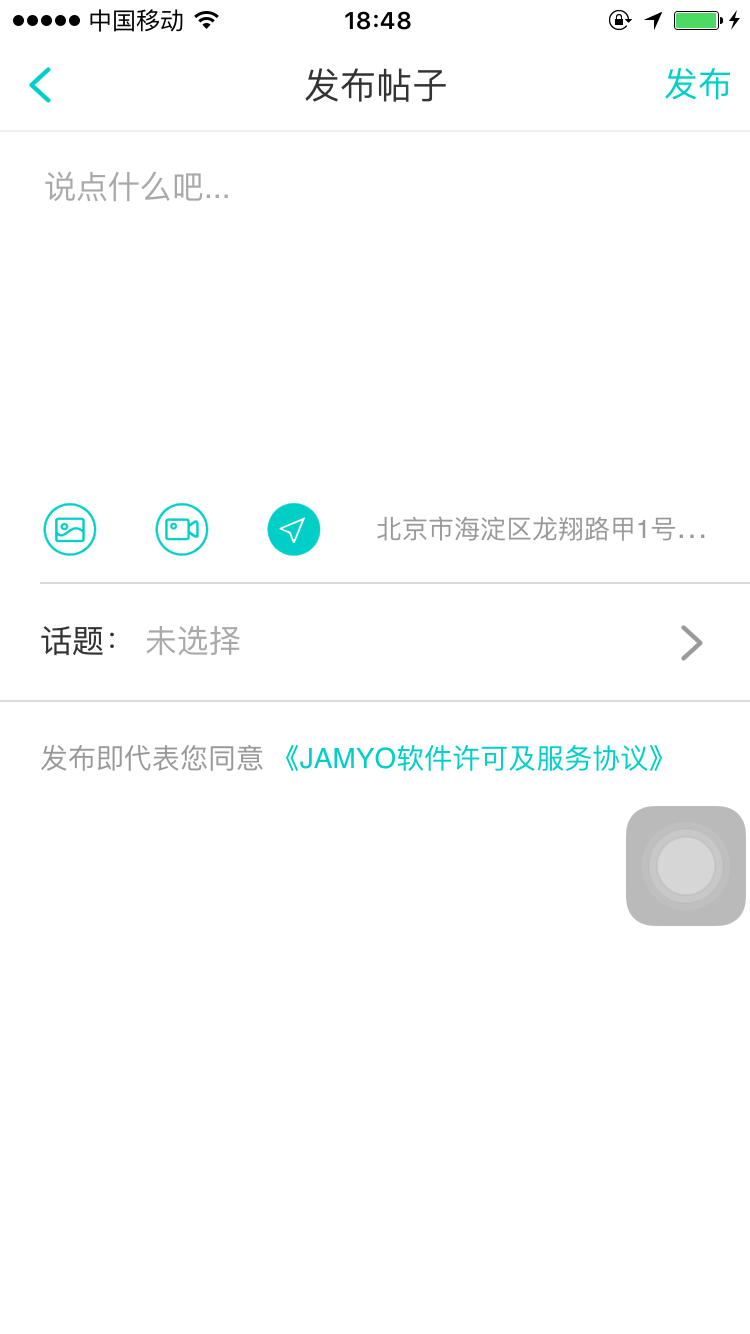 中国移动 18:48
发布帖子 发布
说点什么吧...
北京市海淀区龙翔路甲1号...
话题： 未选择
发布即代表您同意 《JAMYO软件许可及服务协议》